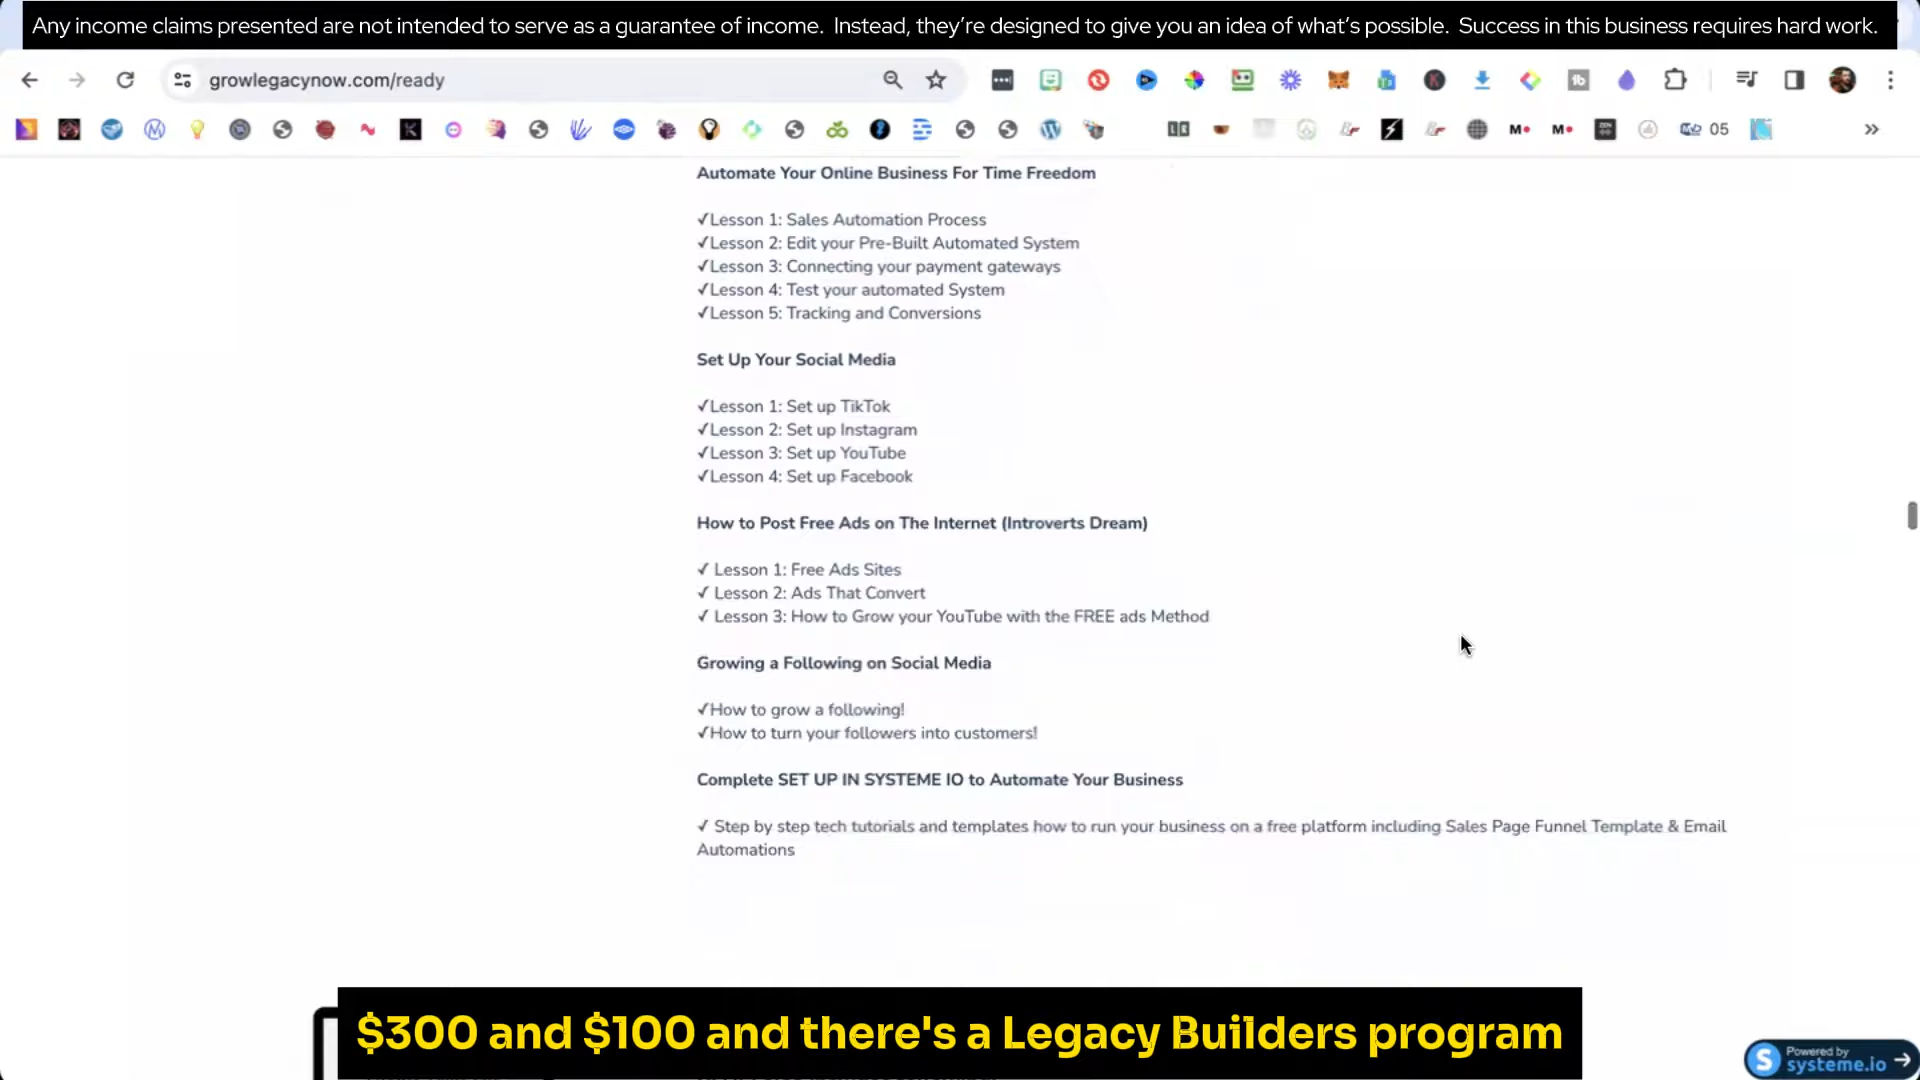 Any income claims presented are not intended to serve as a guarantee of income. Instead, they’re designed to give you an idea of what’s possible. Success in this business requires hard work.
growlegacynow.com/ready
05
Automate Your Online Business For Time Freedom
✓Lesson 1: Sales Automation Process
✓Lesson 2: Edit your Pre-Built Automated System
✓Lesson 3: Connecting your payment gateways
✓Lesson 4: Test your automated System
✓Lesson 5: Tracking and Conversions
Set Up Your Social Media
✓Lesson 1: Set up TikTok
✓Lesson 2: Set up Instagram
✓Lesson 3: Set up YouTube
✓Lesson 4: Set up Facebook
How to Post Free Ads on The Internet (Introverts Dream)
✓ Lesson 1: Free Ads Sites
✓ Lesson 2: Ads That Convert
✓ Lesson 3: How to Grow your YouTube with the FREE ads Method
Growing a Following on Social Media
✓How to grow a following!
✓How to turn your followers into customers!
Complete SET UP IN SYSTEME IO to Automate Your Business
✓ Step by step tech tutorials and templates how to run your business on a free platform including Sales Page Funnel Template & Email
Automations
$300 and $100 and there's a Legacy Builders program
Powered by
systeme.io